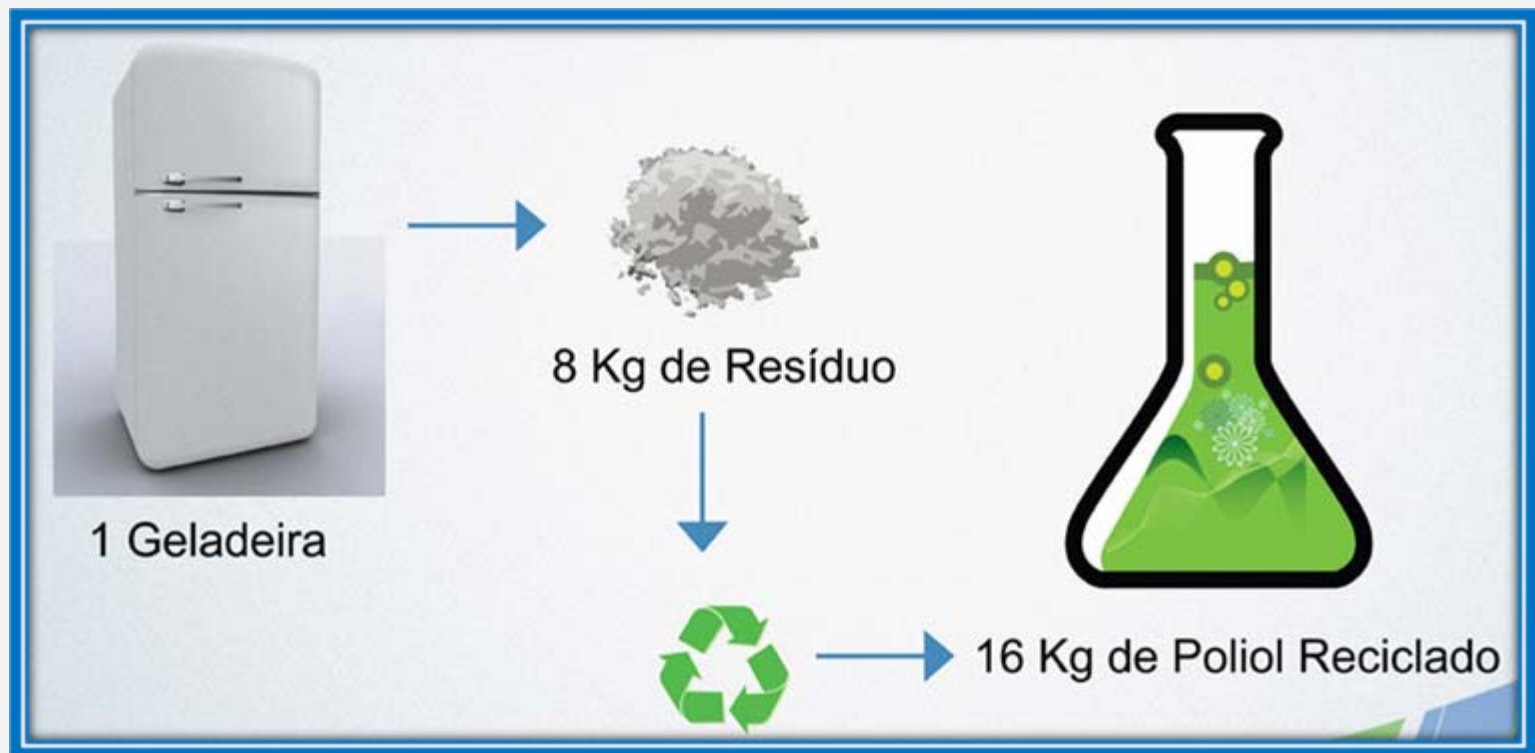 1 Geladeira
8 Kg de Resíduo
16 Kg de Poliol Reciclado